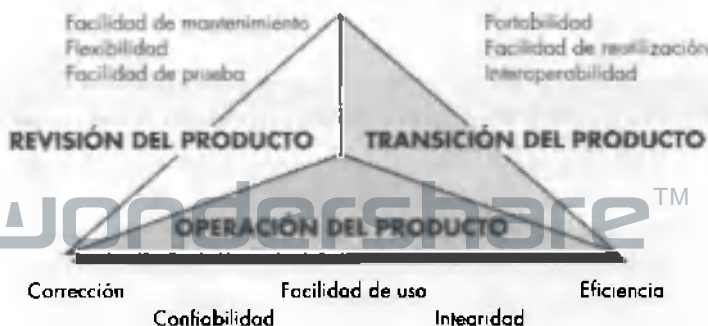 Facilidad de mantenimiento
Flexibilidad
Facilidad de prueba
Portabilidad
Facilidad de reutilización
Interoperabilidad
REVISIÓN DEL PRODUCTO
TRANSICIÓN DEL PRODUCTO
wondershare™
OPERACIÓN DEL PRODUCTO
Corrección Facilidad de uso Eficiencia
Confiabilidad Integridad